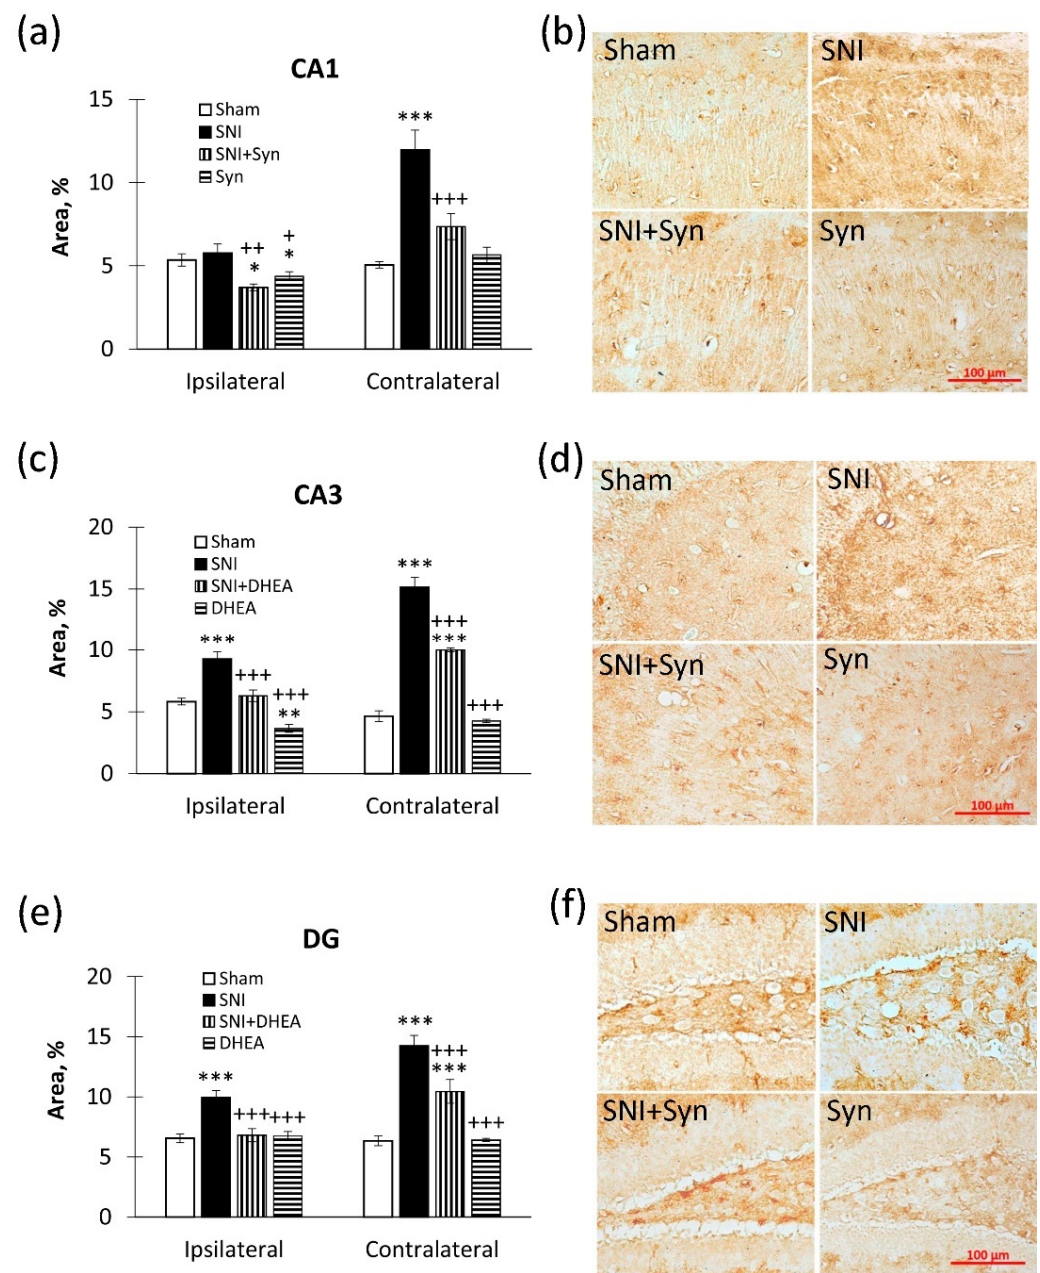 (a)
CA1
15
10
5
0
Area, %
Sham
SNI
SNI+Syn
Syn
++
*
+
*
***
+++
Ipsilateral
Contralateral
(b)
Sham
SNI
SNI+Syn
Syn
100 µm
(c)
CA3
20
15
10
5
0
Area, %
Sham
SNI
SNI+DHEA
DHEA
***
+++
+++
**
***
+++
***
+++
Ipsilateral
Contralateral
(d)
Sham
SNI
SNI+Syn
Syn
100 µm
(e)
DG
20
15
10
5
0
Area, %
Sham
SNI
SNI+DHEA
DHEA
***
+++
+++
***
+++
***
+++
Ipsilateral
Contralateral
(f)
Sham
SNI
SNI+Syn
Syn
100 µm